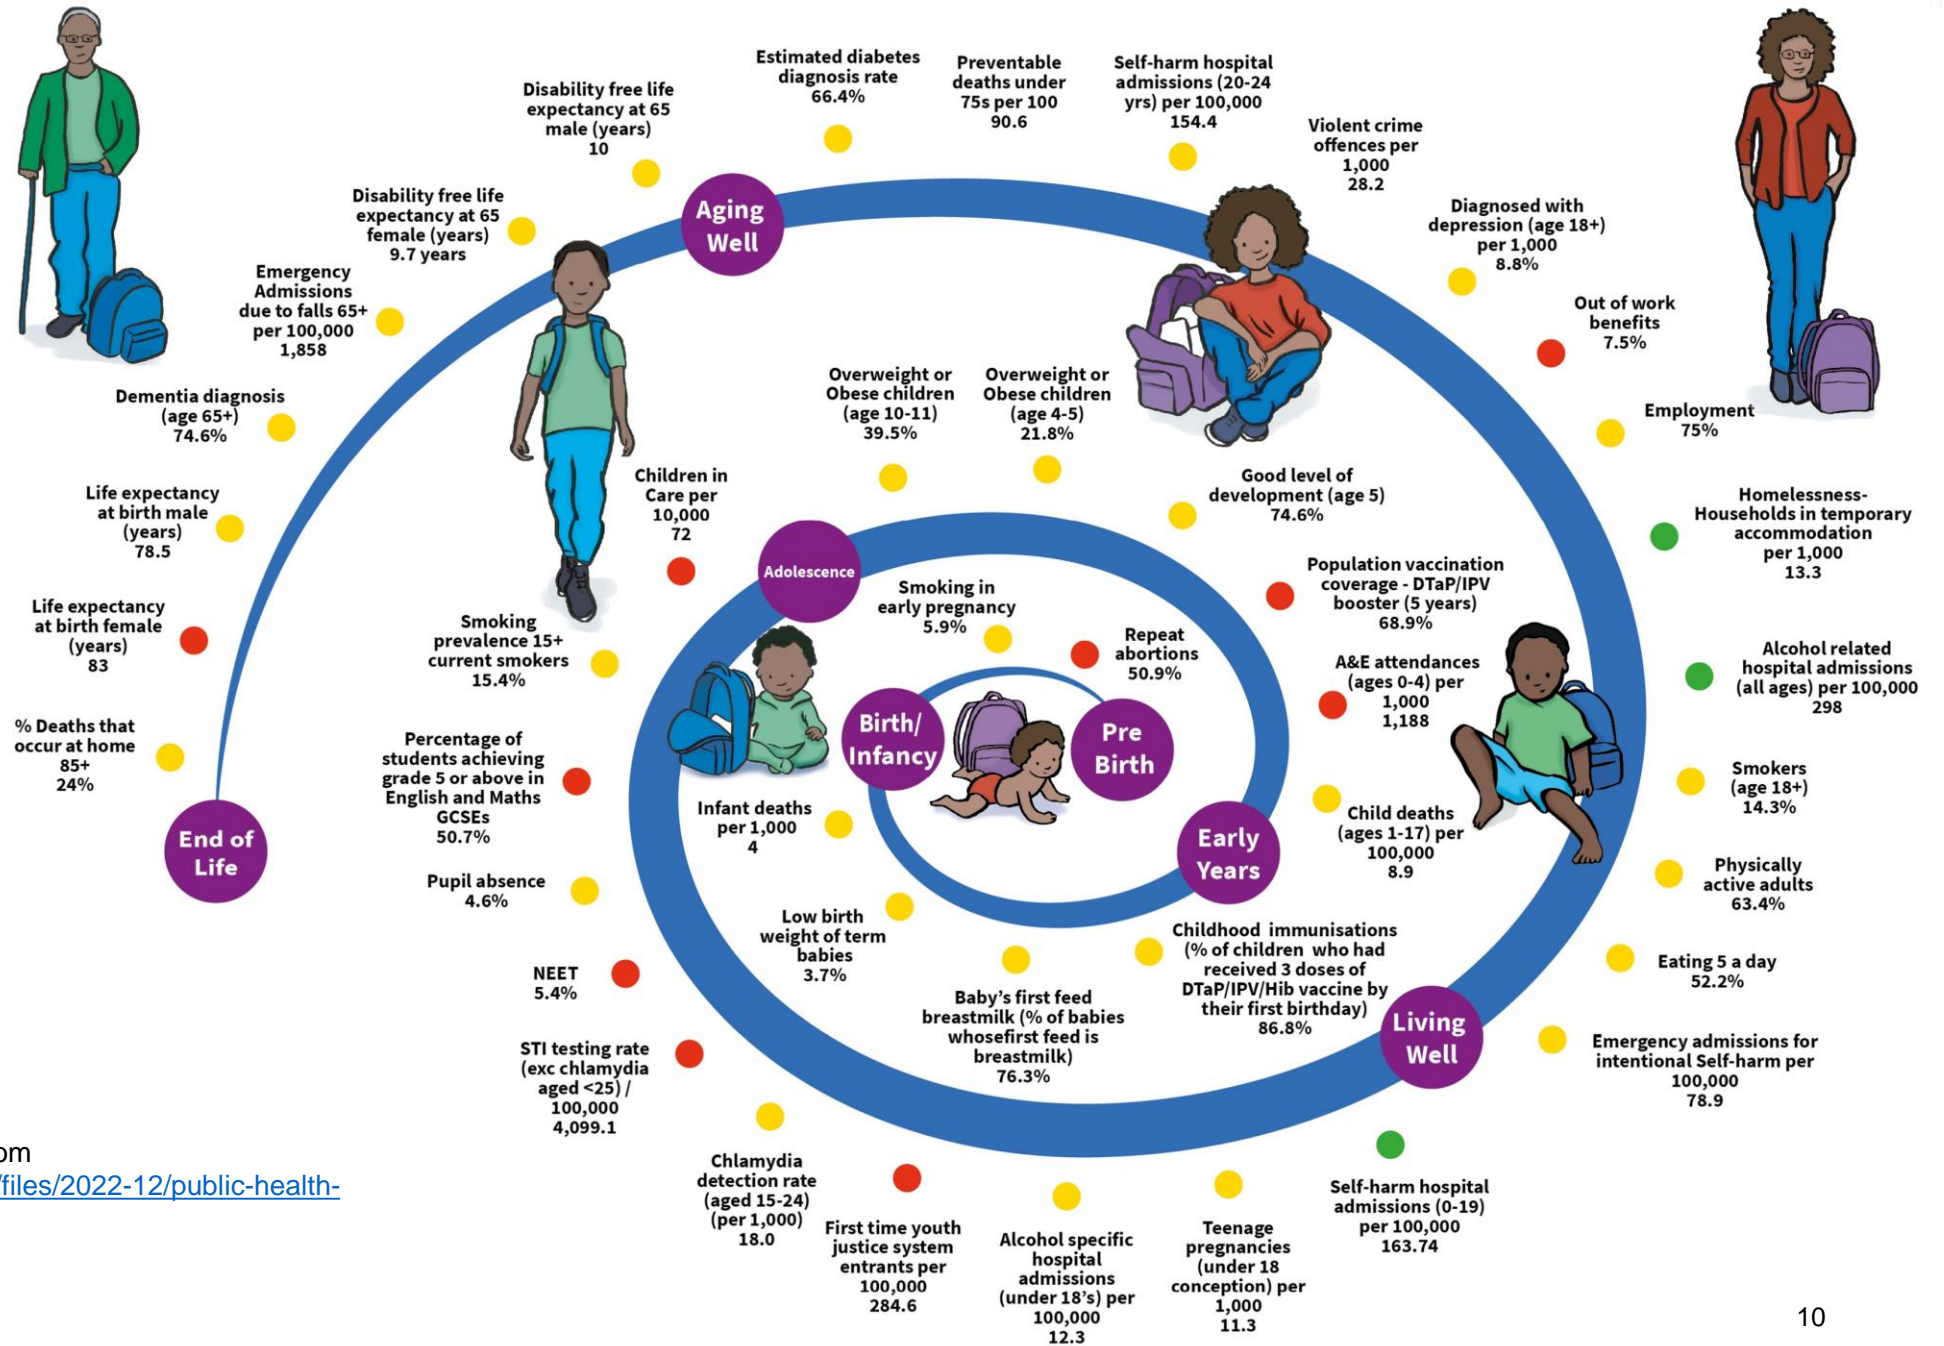 Estimated diabetes
diagnosis rate
66.4%
Preventable
deaths under
75s per 100
90.6
Self-harm hospital
admissions (20-24
yrs) per 100,000
154.4
Disability free life
expectancy at 65
male (years)
10
Violent crime
offences per
1,000
28.2
Disability free life
expectancy at 65
female (years)
9.7 years
Aging
Well
Diagnosed with
depression (age 18+)
per 1,000
8.8%
Emergency
Admissions
due to falls 65+
per 100,000
1,858
Out of work
benefits
7.5%
Dementia diagnosis
(age 65+)
74.6%
Overweight or
Obese children
(age 10-11)
39.5%
Overweight or
Obese children
(age 4-5)
21.8%
Employment
75%
Life expectancy
at birth male
(years)
78.5
Children in
Care per
10,000
72
Good level of
development (age 5)
74.6%
Homelessness-
Households in temporary
accommodation
per 1,000
13.3
Adolescence
Smoking in
early pregnancy
5.9%
Population vaccination
coverage - DTaP/IPV
booster (5 years)
68.9%
Life expectancy
at birth female
(years)
83
Smoking
prevalence 15+
current smokers
15.4%
Repeat
abortions
50.9%
A&E attendances
(ages 0-4) per
1,000
1,188
Alcohol related
hospital admissions
(all ages) per 100,000
298
% Deaths that
occur at home
85+
24%
Percentage of
students achieving
grade 5 or above in
English and Maths
GCSEs
50.7%
Birth/
Infancy
Pre
Birth
Smokers
(age 18+)
14.3%
End of
Life
Infant deaths
per 1,000
4
Early
Years
Child deaths
(ages 1-17) per
100,000
8.9
Physically
active adults
63.4%
Pupil absence
4.6%
Low birth
weight of term
babies
3.7%
Childhood immunisations
(% of children who had
received 3 doses of
DTaP/IPV/Hib vaccine by
their first birthday)
86.8%
Eating 5 a day
52.2%
NEET
5.4%
Baby's first feed
breastmilk (% of babies
whosefirst feed is
breastmilk)
76.3%
Living
Well
Emergency admissions for
intentional Self-harm per
100,000
78.9
STI testing rate
(exc chlamydia
aged <25) /
100,000
4,099.1
Chlamydia
detection rate
(aged 15-24)
(per 1,000)
18.0
First time youth
justice system
entrants per
100,000
284.6
Alcohol specific
hospital
admissions
(under 18's) per
100,000
12.3
Teenage
pregnancies
(under 18
conception) per
1,000
11.3
Self-harm hospital
admissions (0-19)
per 100,000
163.74
om
/files/2022-12/public-health-
10